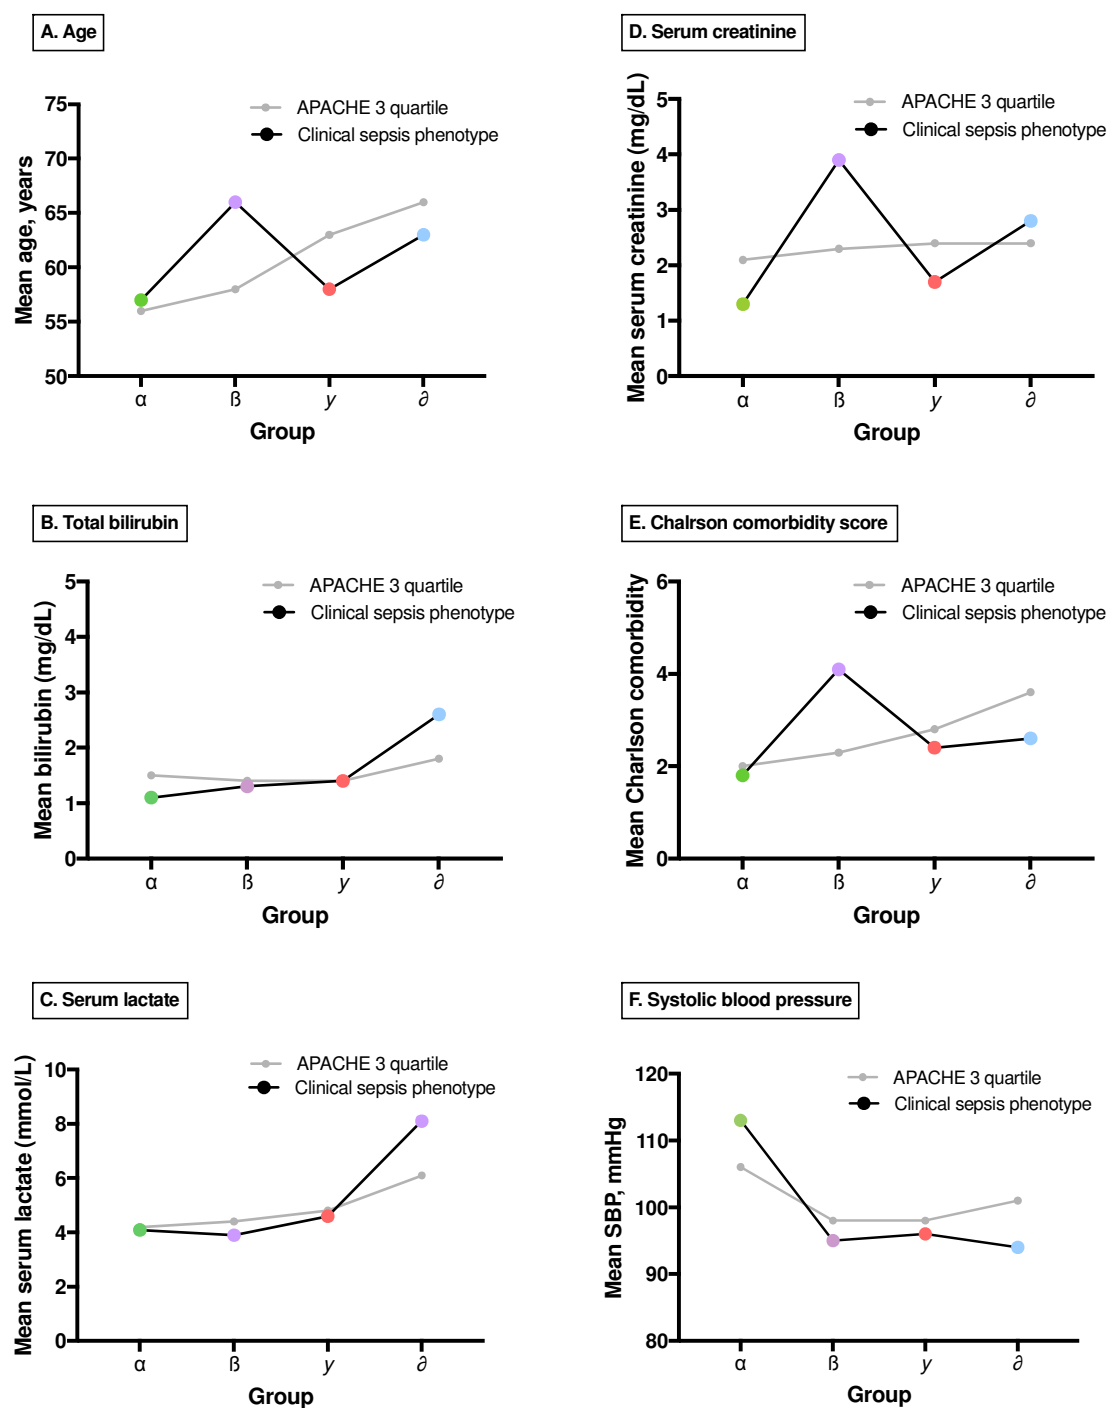 A. Age
75
70
65
60
55
50
Mean age, years
APACHE 3 quartile
Clinical sepsis phenotype
α ß y ∂
Group
B. Total bilirubin
5
4
3
2
1
0
Mean bilirubin (mg/dL)
APACHE 3 quartile
Clinical sepsis phenotype
α ß y ∂
Group
C. Serum lactate
10
8
6
4
2
0
Mean serum lactate (mmol/L)
APACHE 3 quartile
Clinical sepsis phenotype
α ß y ∂
Group
D. Serum creatinine
5
4
3
2
1
0
Mean serum creatinine (mg/dL)
APACHE 3 quartile
Clinical sepsis phenotype
α ß y ∂
Group
E. Chalrson comorbidity score
6
4
2
0
Mean Charlson comorbidity
APACHE 3 quartile
Clinical sepsis phenotype
α ß y ∂
Group
F. Systolic blood pressure
120
110
100
90
80
Mean SBP, mmHg
APACHE 3 quartile
Clinical sepsis phenotype
α ß y ∂
Group